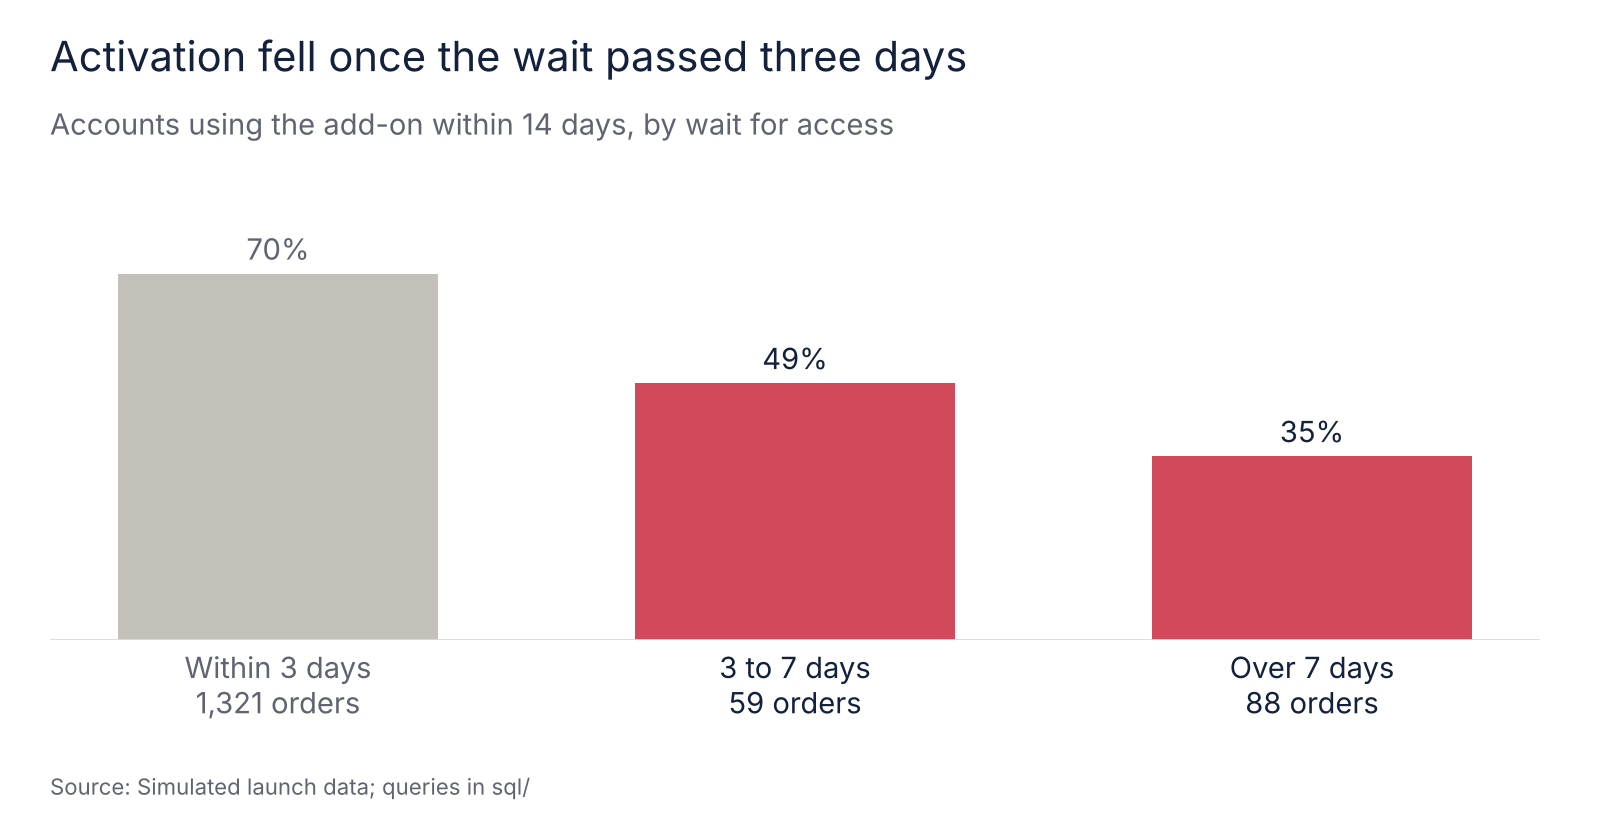 Activation fell once the wait passed three days
Accounts using the add-on within 14 days, by wait for access
70%
49%
35%
Within 3 days
1,321 orders
3 to 7 days
59 orders
Over 7 days
88 orders
Source: Simulated launch data; queries in sql/